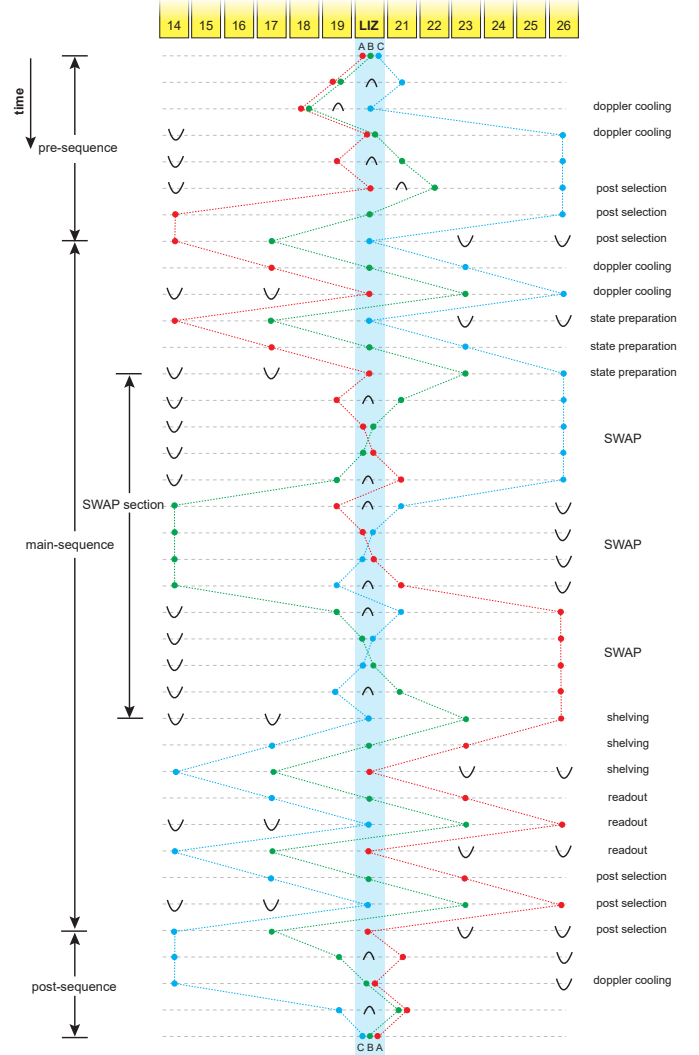 14 15 16 17 18 19 LIZ 21 22 23 24 25 26
A B C
time
doppler cooling
doppler cooling
pre-sequence
post selection
post selection
post selection
doppler cooling
doppler cooling
state preparation
state preparation
state preparation
SWAP
SWAP section
main-sequence
SWAP
SWAP
shelving
shelving
shelving
readout
readout
readout
post selection
post selection
post selection
doppler cooling
post-sequence
C B A